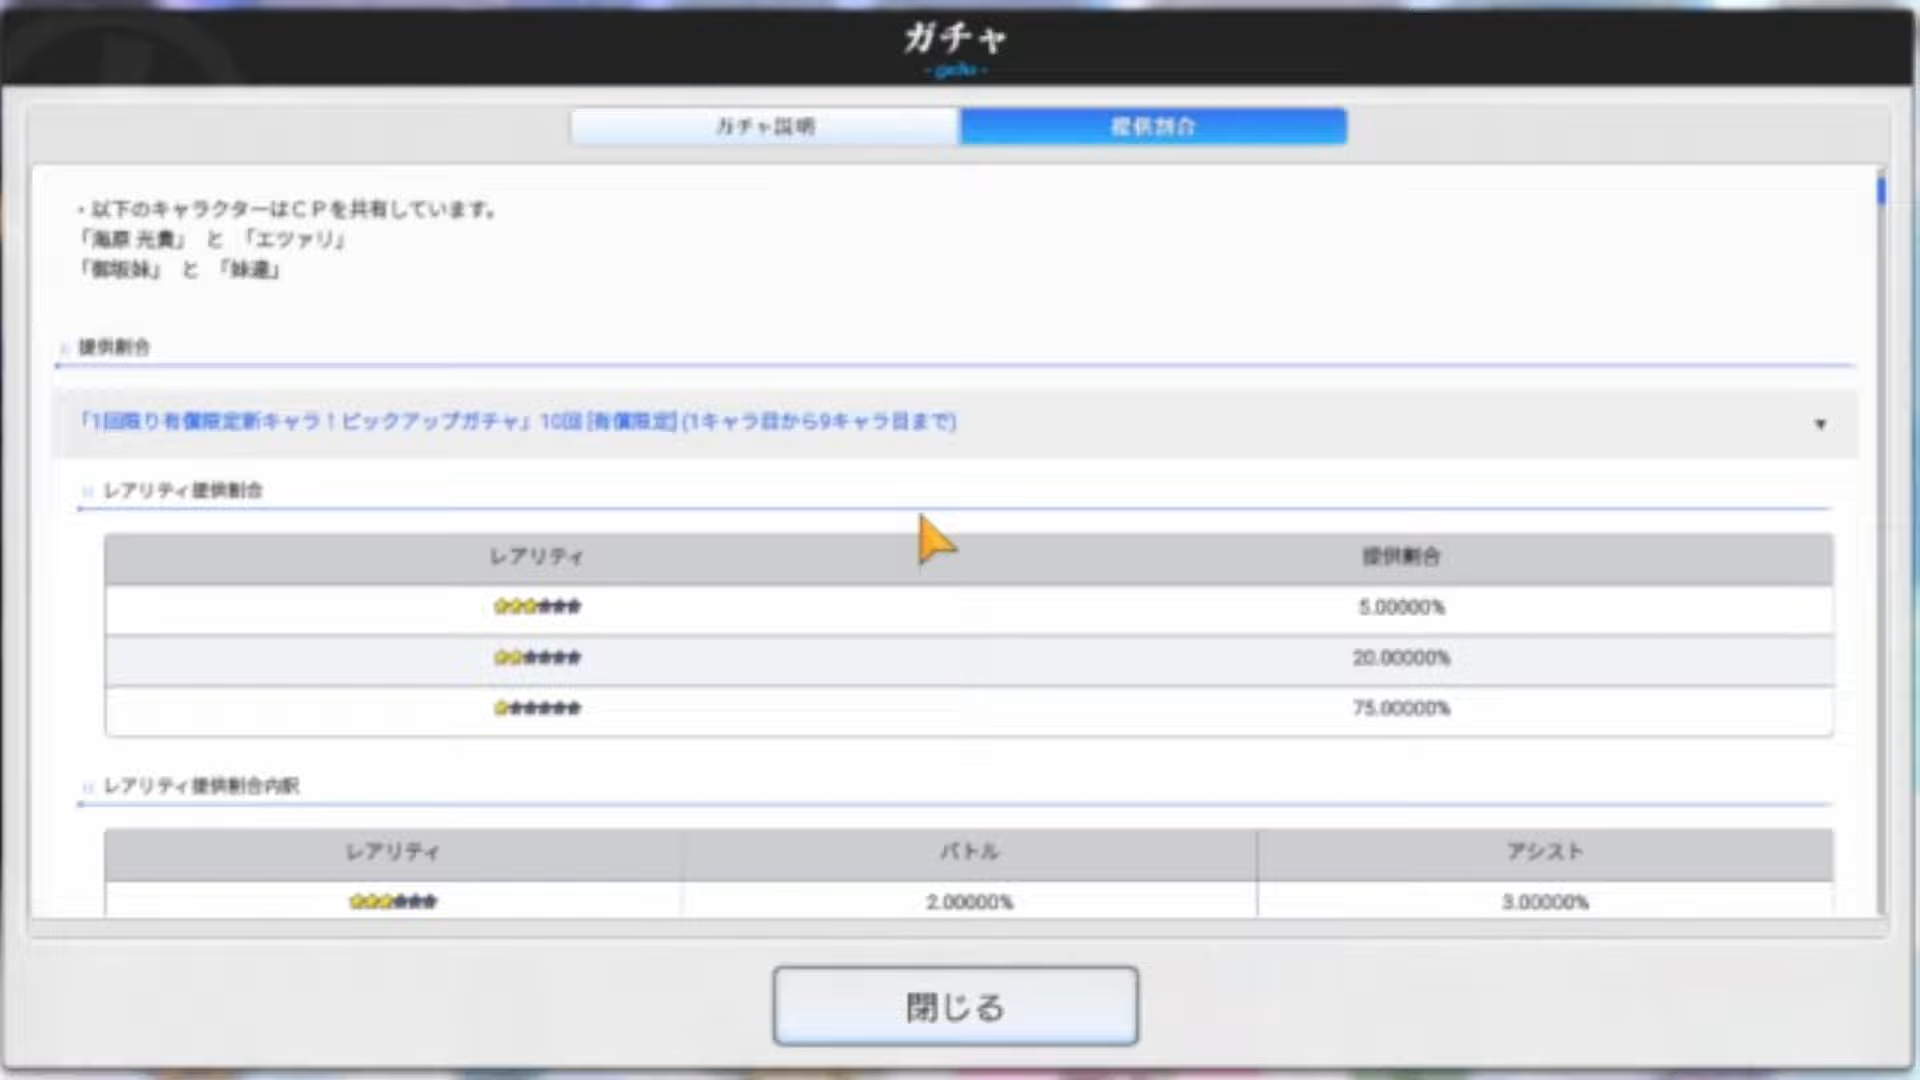 ガチャ
- gacha -
ガチャ説明
提供割合
・以下のキャラクターはＣＰを共有しています。
「海原 光貴」 と 「エツァリ」
「御坂妹」 と 「妹達」
提供割合
「1回限り有償限定新キャラ！ピックアップガチャ」10回 [有償限定] (1キャラ目から9キャラ目まで)
▼
レアリティ提供割合
レアリティ 提供割合
★★★★★★ 5.00000%
★★★★★★ 20.00000%
★★★★★★ 75.00000%
レアリティ提供割合内訳
レアリティ バトル アシスト
★★★★★★ 2.00000% 3.00000%
閉じる